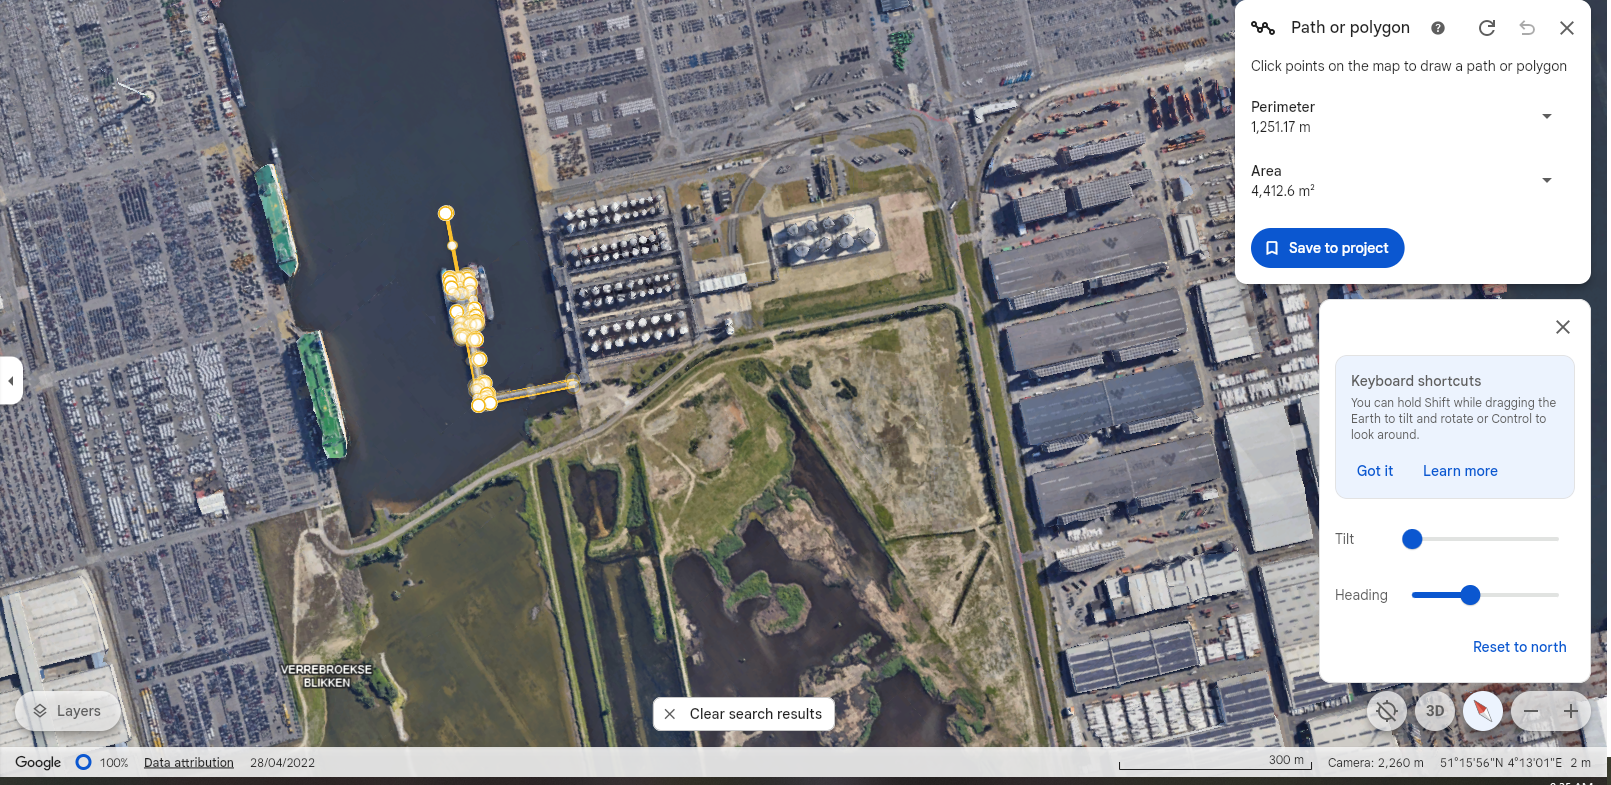 Path or polygon
Click points on the map to draw a path or polygon
Perimeter
1,251.17 m
Area
4,412.6 m²
Save to project
Keyboard shortcuts
You can hold Shift while dragging the
Earth to tilt and rotate or Control to
look around.
Got it Learn more
Tilt
Heading
Reset to north
VERREBROEKSE
BLIKKEN
Layers
Clear search results
3D
Google 100% Data attribution 28/04/2022 300 m Camera: 2,260 m 51°15'56"N 4°13'01"E 2 m